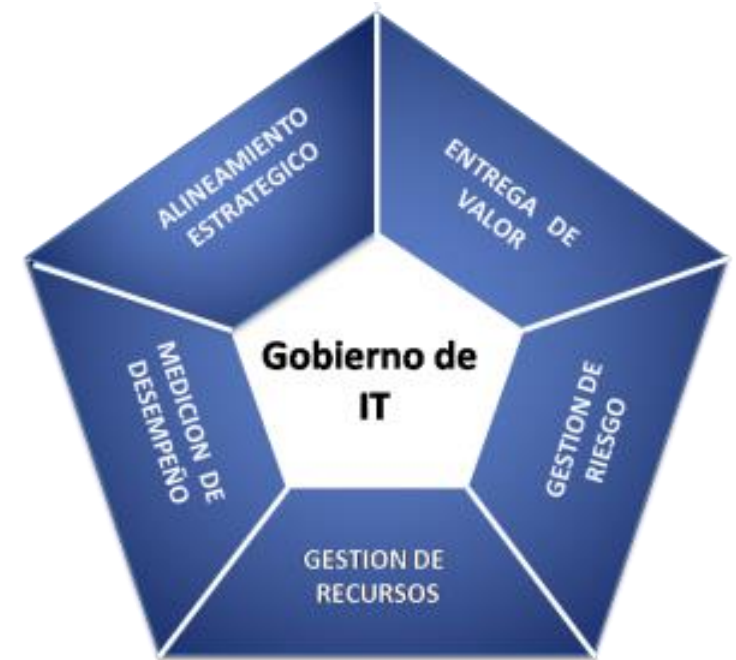 ALINEAMIENTO
ESTRATEGICO
ENTREGA DE
VALOR
GESTION DE
RIESGO
GESTION DE
RECURSOS
MEDICION DE
DESEMPEÑO
Gobierno de
IT